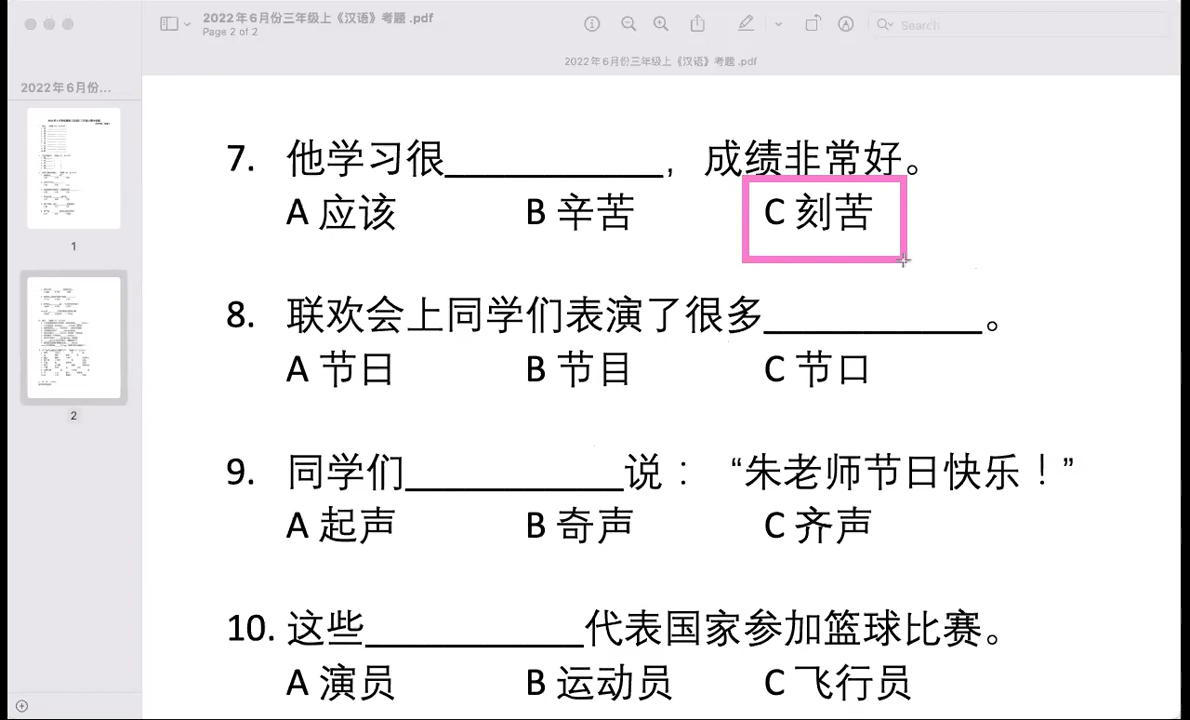 2022年6月份三年级上《汉语》考题 .pdf
Page 2 of 2
Search
2022年6月份三年级上《汉语》考题 .pdf
2022年6月份...
1
2
7. 他学习很___________，成绩非常好。
A 应该 B 辛苦 C 刻苦
8. 联欢会上同学们表演了很多___________。
A 节日 B 节目 C 节口
9. 同学们___________说：“朱老师节日快乐！”
A 起声 B 奇声 C 齐声
10. 这些___________代表国家参加篮球比赛。
A 演员 B 运动员 C 飞行员